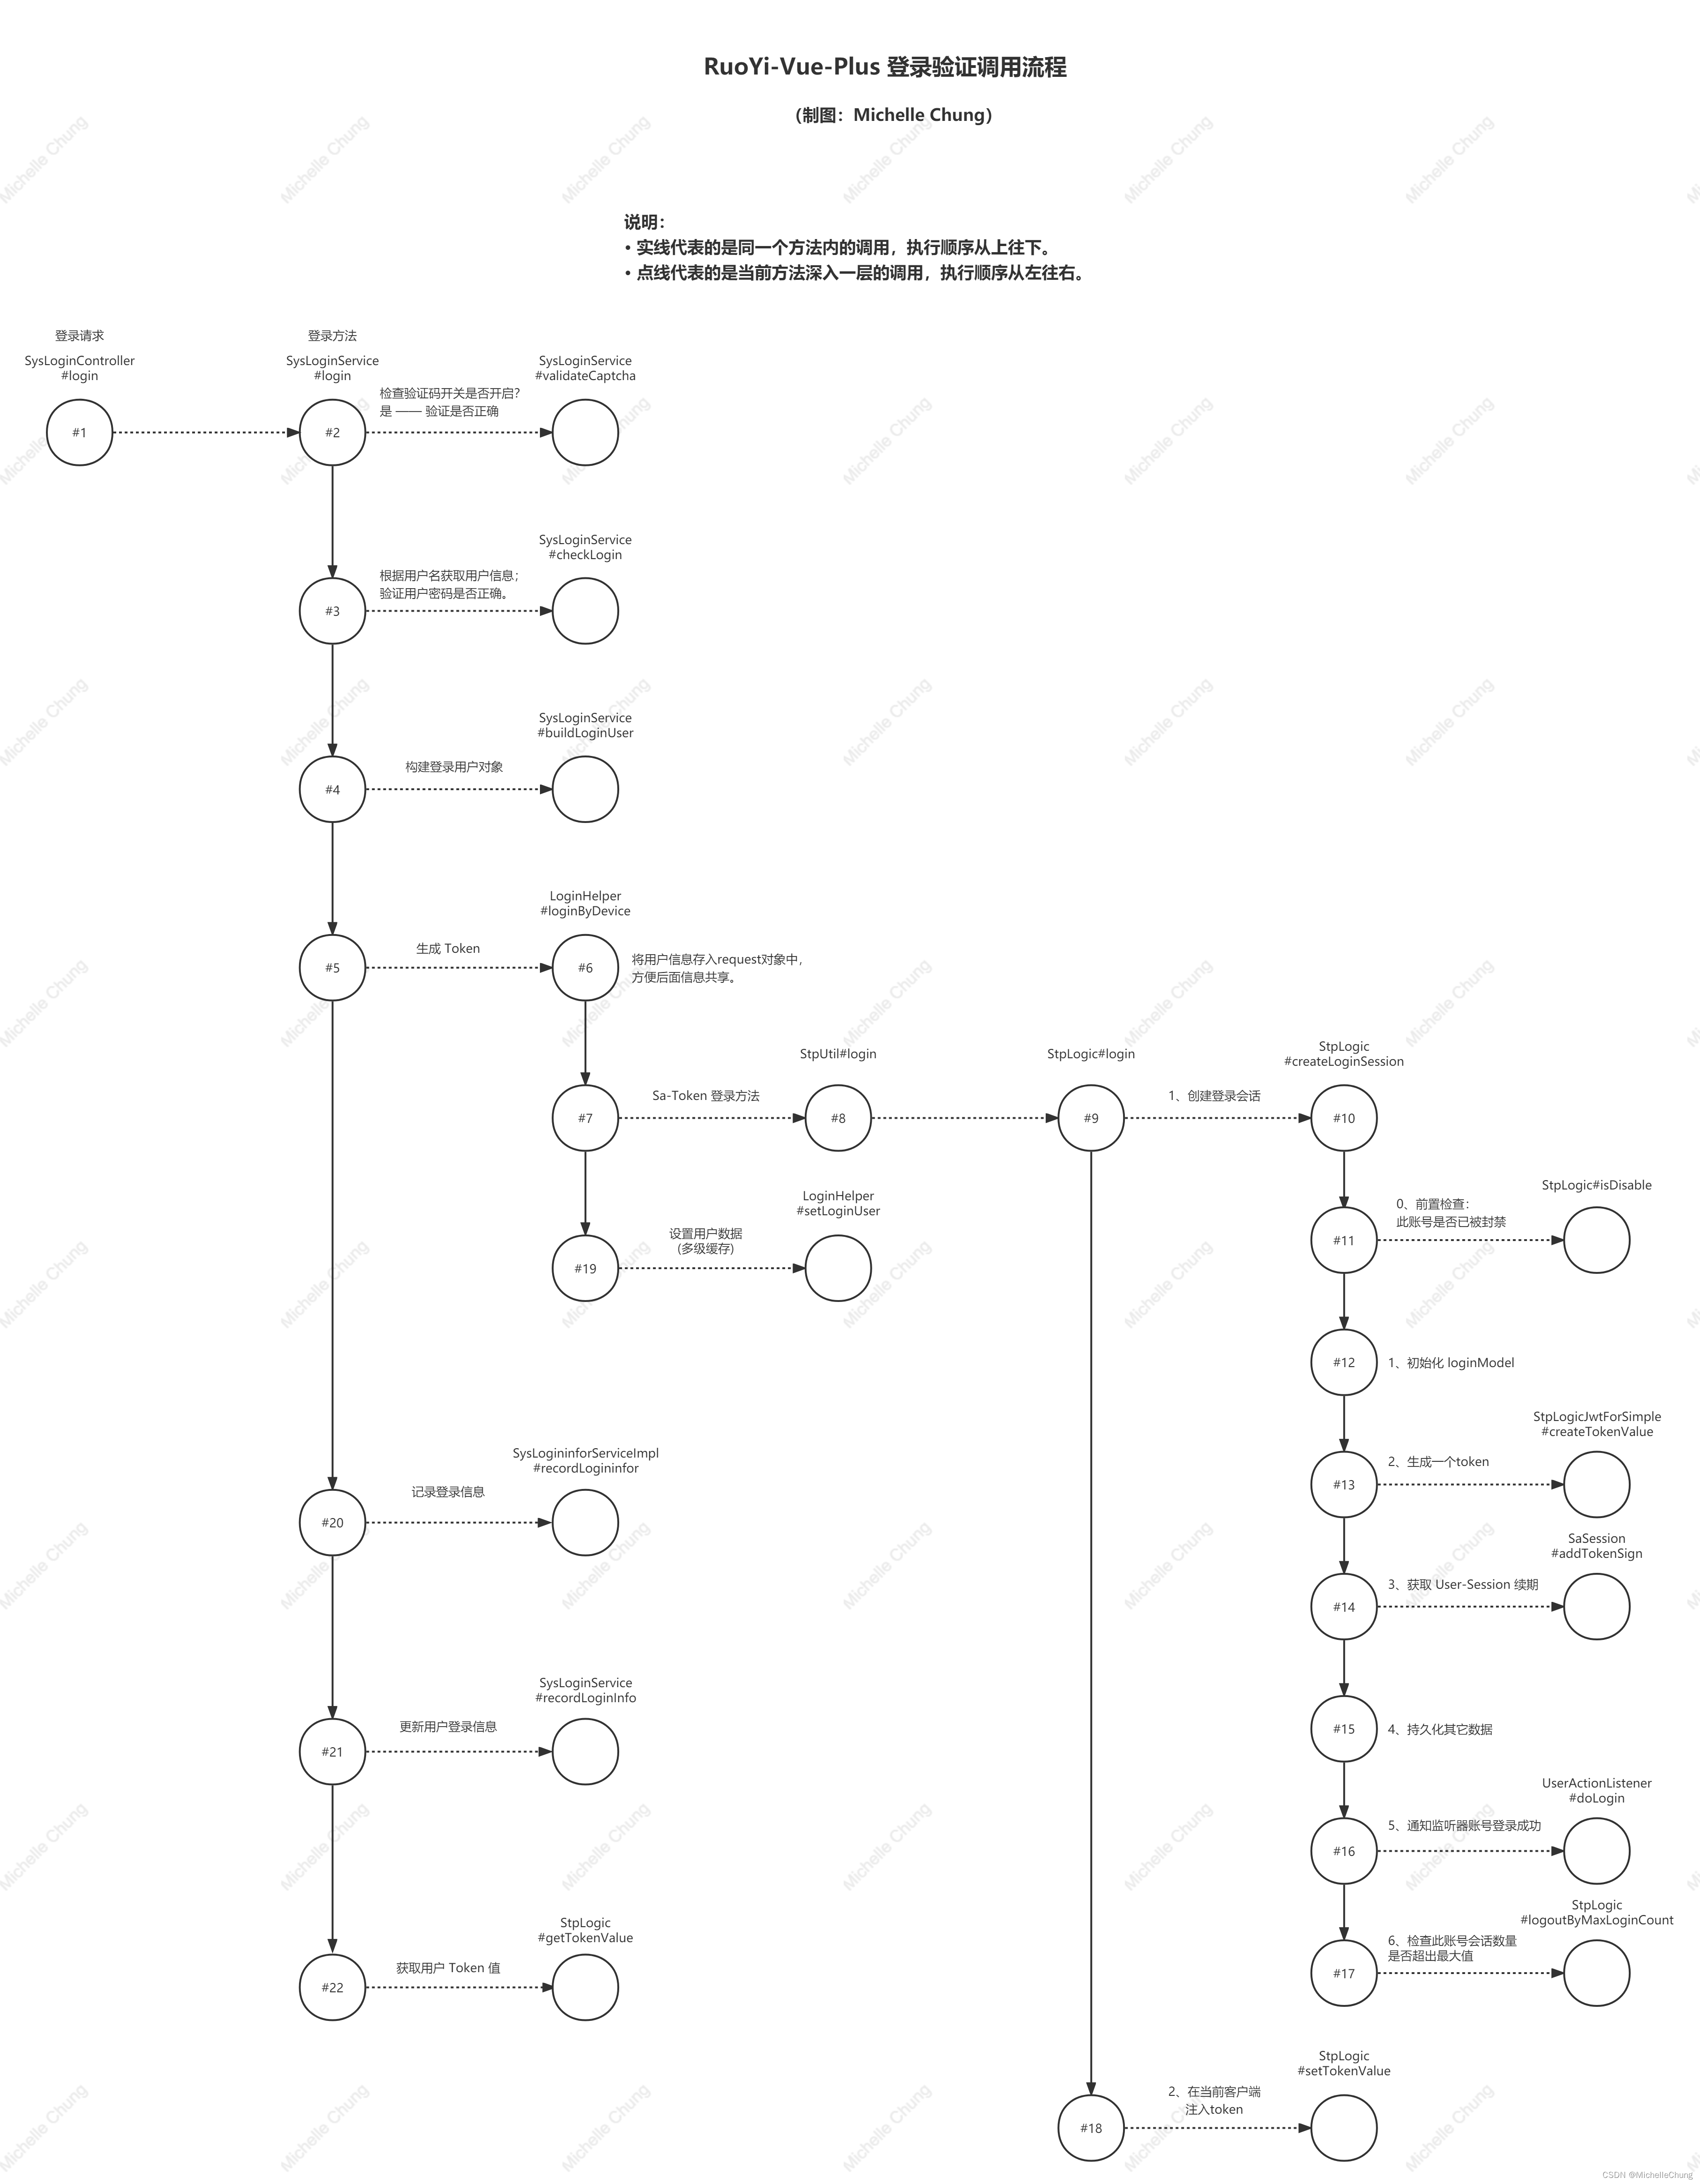 RuoYi-Vue-Plus 登录验证调用流程
（制图：Michelle Chung）
说明：
• 实线代表的是同一个方法内的调用，执行顺序从上往下。
• 点线代表的是当前方法深入一层的调用，执行顺序从左往右。
登录请求
SysLoginController
#login
#1
登录方法
SysLoginService
#login
#2
检查验证码开关是否开启？
是 —— 验证是否正确
SysLoginService
#validateCaptcha
#3
根据用户名获取用户信息；
验证用户密码是否正确。
SysLoginService
#checkLogin
#4
构建登录用户对象
SysLoginService
#buildLoginUser
#5
生成 Token
LoginHelper
#loginByDevice
#6
将用户信息存入request对象中，
方便后面信息共享。
#7
Sa-Token 登录方法
StpUtil#login
#8
StpLogic#login
#9
1、创建登录会话
StpLogic
#createLoginSession
#10
#11
0、前置检查：
此账号是否已被封禁
StpLogic#isDisable
#12
1、初始化 loginModel
#13
2、生成一个token
StpLogicJwtForSimple
#createTokenValue
#14
3、获取 User-Session 续期
SaSession
#addTokenSign
#15
4、持久化其它数据
#16
5、通知监听器账号登录成功
UserActionListener
#doLogin
#17
6、检查此账号会话数量
是否超出最大值
StpLogic
#logoutByMaxLoginCount
#18
2、在当前客户端
注入token
StpLogic
#setTokenValue
#19
设置用户数据
(多级缓存)
LoginHelper
#setLoginUser
#20
记录登录信息
SysLogininforServiceImpl
#recordLogininfor
#21
更新用户登录信息
SysLoginService
#recordLoginInfo
#22
获取用户 Token 值
StpLogic
#getTokenValue
Michelle Chung
CSDN @MichelleChung